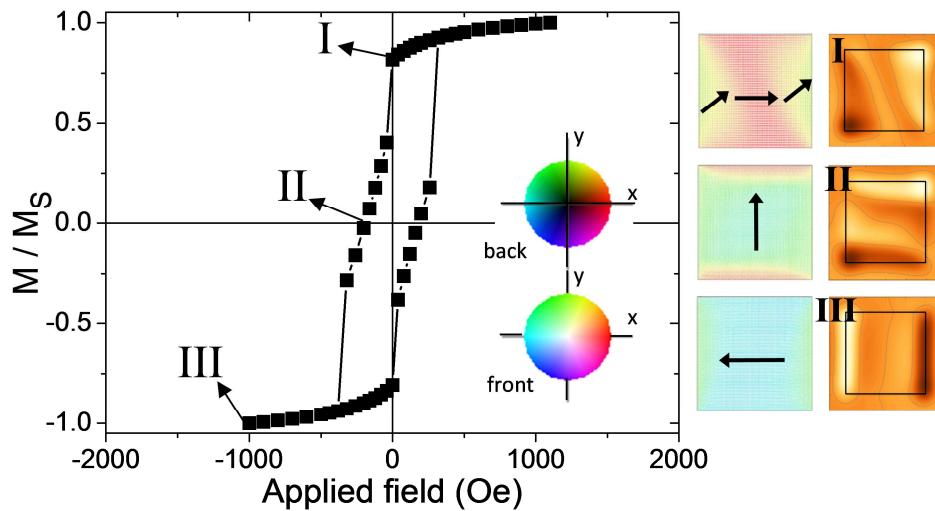 1.0
0.5
0.0
-0.5
-1.0
M / M_S
-2000 -1000 0 1000 2000
Applied field (Oe)
I
II
III
y
x
back
y
x
front
I
II
III